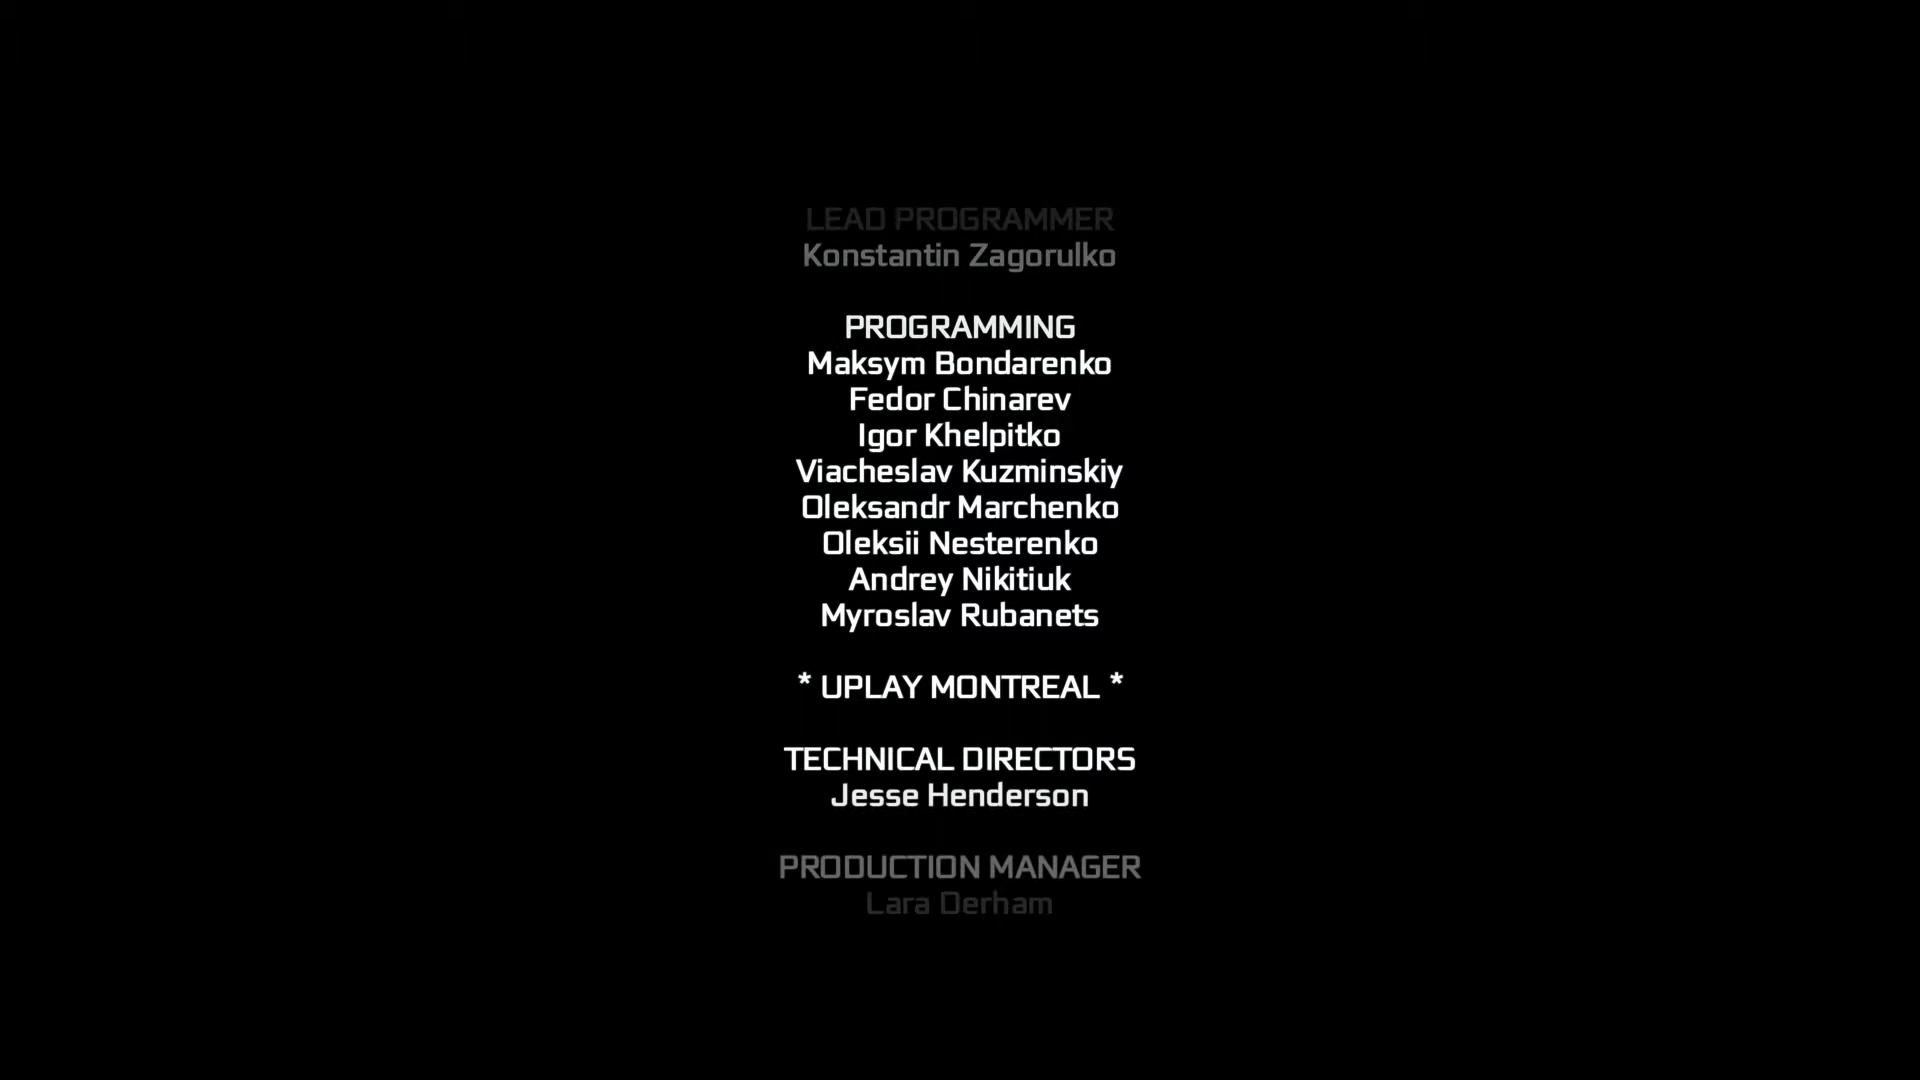 LEAD PROGRAMMER
Konstantin Zagorulko
PROGRAMMING
Maksym Bondarenko
Fedor Chinarev
Igor Khelpitko
Viacheslav Kuzminskiy
Oleksandr Marchenko
Oleksii Nesterenko
Andrey Nikitiuk
Myroslav Rubanets
* UPLAY MONTREAL *
TECHNICAL DIRECTORS
Jesse Henderson
PRODUCTION MANAGER
Lara Derham